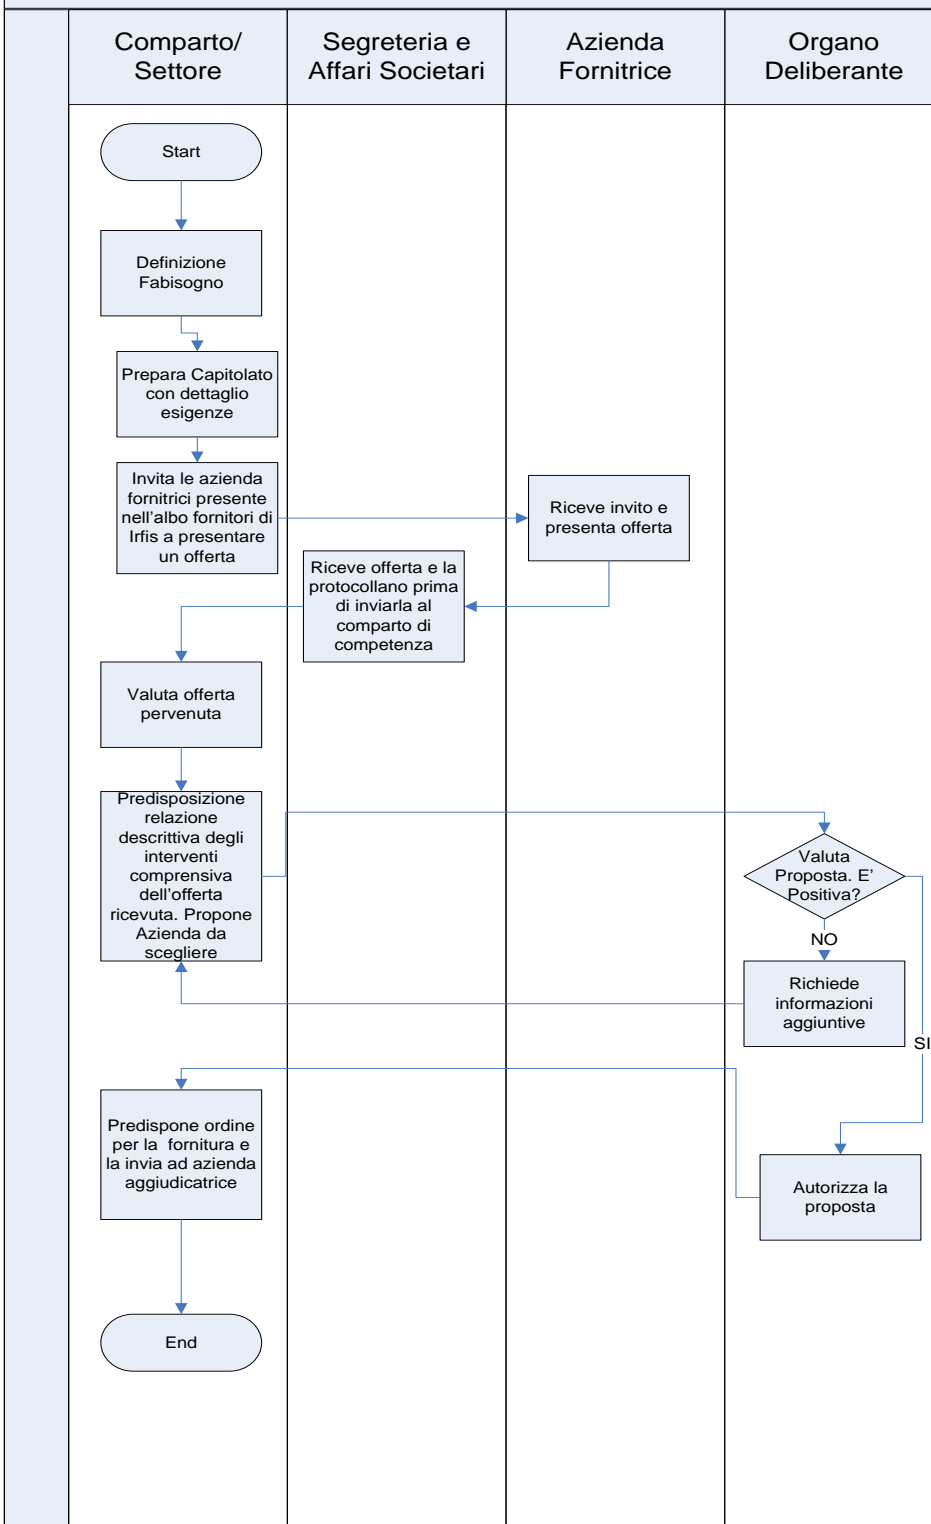 Comparto/
Settore
Segreteria e
Affari Societari
Azienda
Fornitrice
Organo
Deliberante
Start
Definizione
Fabisogno
Prepara Capitolato
con dettaglio
esigenze
Invita le azienda
fornitrici presente
nell'albo fornitori di
Irfis a presentare
un offerta
Riceve invito e
presenta offerta
Riceve offerta e la
protocollano prima
di inviarla al
comparto di
competenza
Valuta offerta
pervenuta
Predisposizione
relazione
descrittiva degli
interventi
comprensiva
dell'offerta
ricevuta. Propone
Azienda da
scegliere
Valuta
Proposta. E'
Positiva?
NO
Richiede
informazioni
aggiuntive
SI
Predispone ordine
per la fornitura e
la invia ad azienda
aggiudicatrice
Autorizza la
proposta
End